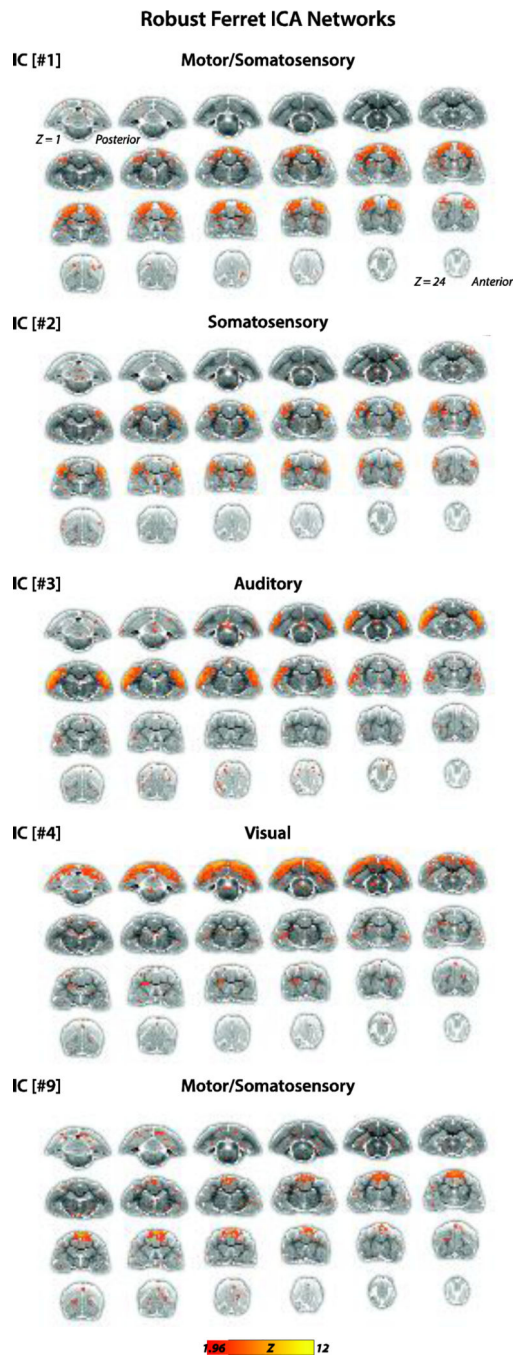 Robust Ferret ICA Networks
IC [#1] Motor/Somatosensory
Z = 1 Posterior
Z = 24 Anterior
IC [#2] Somatosensory
IC [#3] Auditory
IC [#4] Visual
IC [#9] Motor/Somatosensory
1.96 Z 12